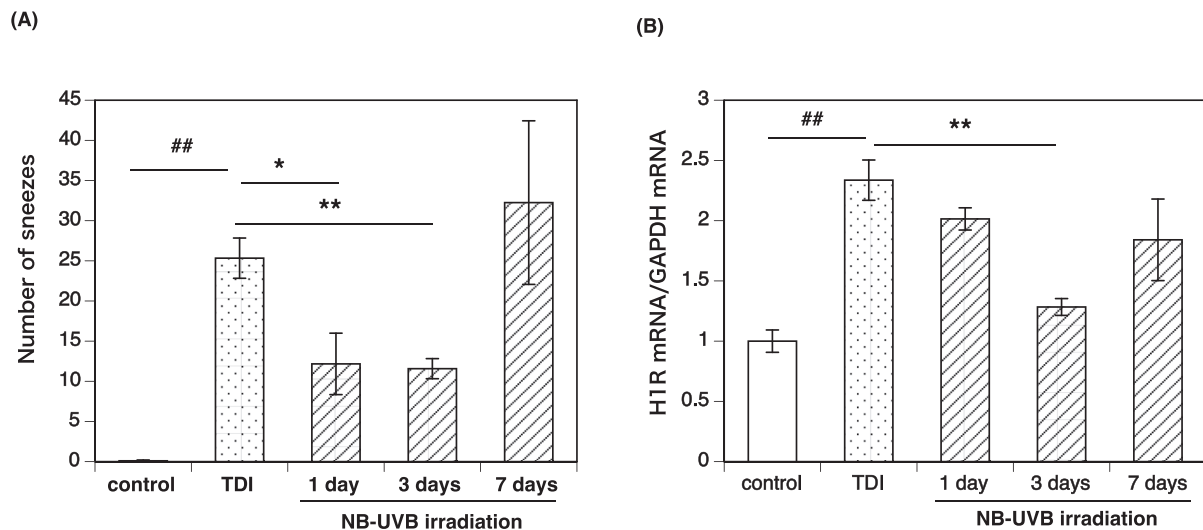 (A)
Number of sneezes
45
40
35
30
25
20
15
10
5
0
##
*
**
control TDI 1 day 3 days 7 days
NB-UVB irradiation
(B)
H1R mRNA/GAPDH mRNA
3
2.5
2
1.5
1
0.5
0
##
**
control TDI 1 day 3 days 7 days
NB-UVB irradiation